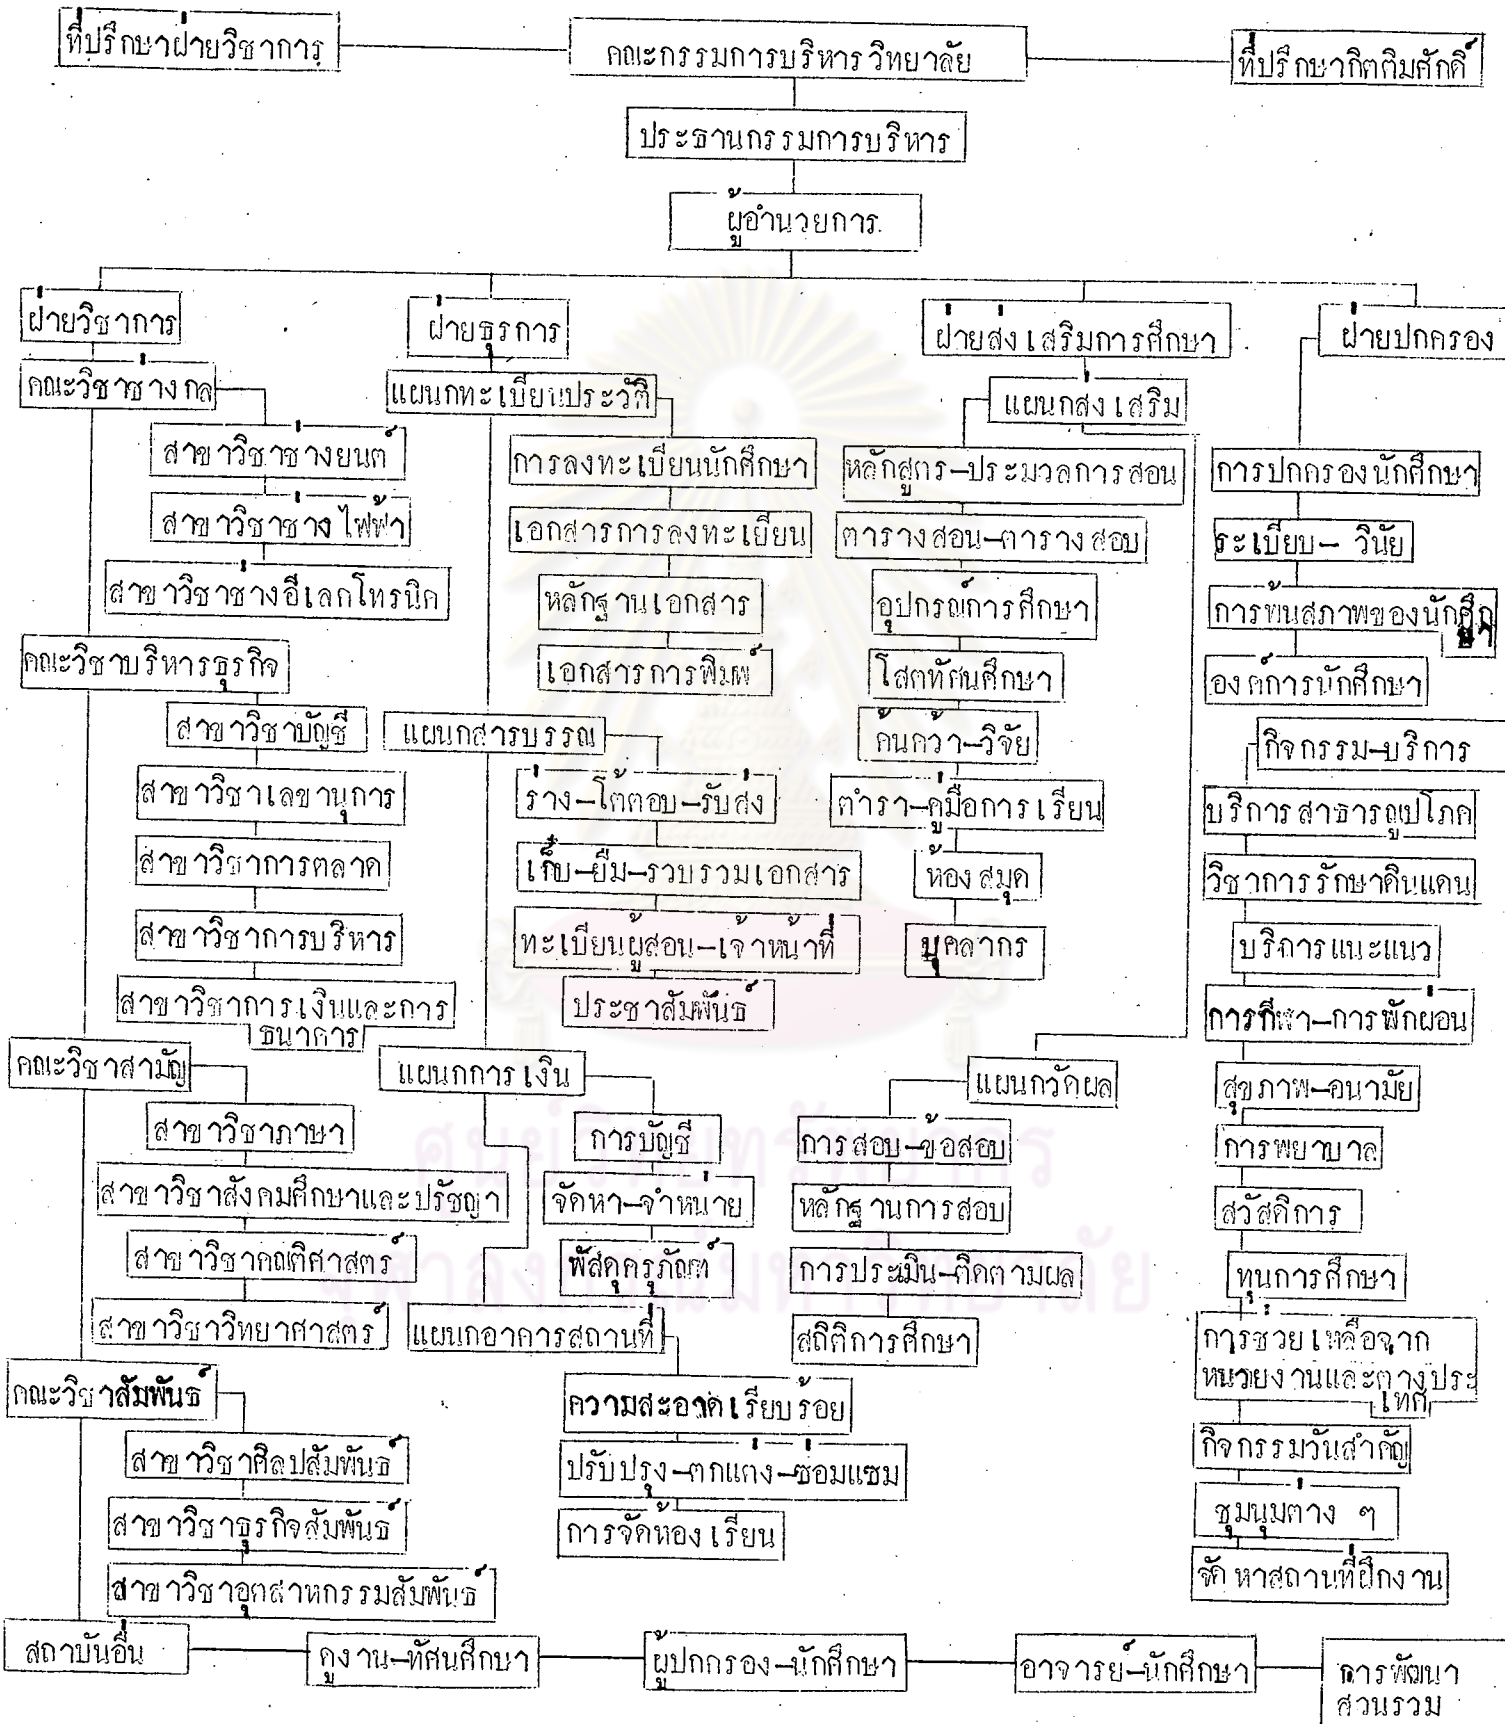 ที่ปรึกษาฝ่ายวิชาการ
คณะกรรมการบริหารวิทยาลัย
ที่ปรึกษากิตติมศักดิ์
ประธานกรรมการบริหาร
ผู้อำนวยการ
ฝ่ายวิชาการ
คณะวิชาช่างกล
สาขาวิชาช่างยนต์
สาขาวิชาช่างไฟฟ้า
สาขาวิชาช่างอีเลกโทรนิค
คณะวิชาบริหารธุรกิจ
สาขาวิชาบัญชี
สาขาวิชาเลขานุการ
สาขาวิชาการตลาด
สาขาวิชาการบริหาร
สาขาวิชาการเงินและการ
ธนาคาร
คณะวิชาสามัญ
สาขาวิชาภาษา
สาขาวิชาสังคมศึกษาและปรัชญา
สาขาวิชาคณิตศาสตร์
สาขาวิชาวิทยาศาสตร์
คณะวิชาสัมพันธ์
สาขาวิชาศิลปสัมพันธ์
สาขาวิชาธุรกิจสัมพันธ์
สาขาวิชาอุตสาหกรรมสัมพันธ์
ฝ่ายธุรการ
แผนกทะเบียนประวัติ
การลงทะเบียนนักศึกษา
เอกสารการลงทะเยียน
หลักฐานเอกสาร
เอกสารการพิมพ์
แผนกสารบรรณ
ร่าง-โต้ตอบ-รับส่ง
เก็บ-ยืม-รวบรวมเอกสาร
ทะเบียนผู้สอน-เจ้าหน้าที่
ประชาสัมพันธ์
แผนกการเงิน
การบัญชี
จัดหา-จำหน่าย
พัสดุครุภัณฑ์
แผนกอาคารสถานที่
ความสะอาดเรียบร้อย
ปรับปรุง-ตกแต่ง-ซ่อมแซม
การจัดห้องเรียน
ฝ่ายส่งเสริมการศึกษา
แผนกส่งเสริม
หลักสูตร-ประมวลการสอน
ตารางสอน-ตารางสอบ
อุปกรณ์การศึกษา
โสตทัศนศึกษา
ค้นคว้า-วิจัย
ตำรา-คู่มือการเรียน
ห้องสมุด
บุคลากร
แผนกวัดผล
การสอบ-ข้อสอบ
หลักฐานการสอบ
การประเมิน-ติดตามผล
สถิติการศึกษา
ฝ่ายปกครอง
การปกครองนักศึกษา
ระเบียบ- วินัย
การพ้นสภาพของนักศึก
ษา
องค์การนักศึกษา
กิจกรรม-บริการ
บริการสาธารณูปโภค
วิชาการรักษาดินแดน
บริการแนะแนว
การกีฬา-การพักผ่อน
สุขภาพ-อนามัย
การพยาบาล
สวัสดิการ
ทุนการศึกษา
การช่วยเหลือจาก
หน่วยงานและต่างประ
เทศ
กิจกรรมวันสำคัญ
ชุมนุมต่าง ๆ
จัดหาสถานที่ฝึกงาน
สถาบันอื่น
ดูงาน-ทัศนศึกษา
ผู้ปกครอง-นักศึกษา
อาจารย์-นักศึกษา
การพัฒนา
ส่วนรวม
ศูนย์วิทยทรัพยากร
จุฬาลงกรณ์มหาวิทยาลัย